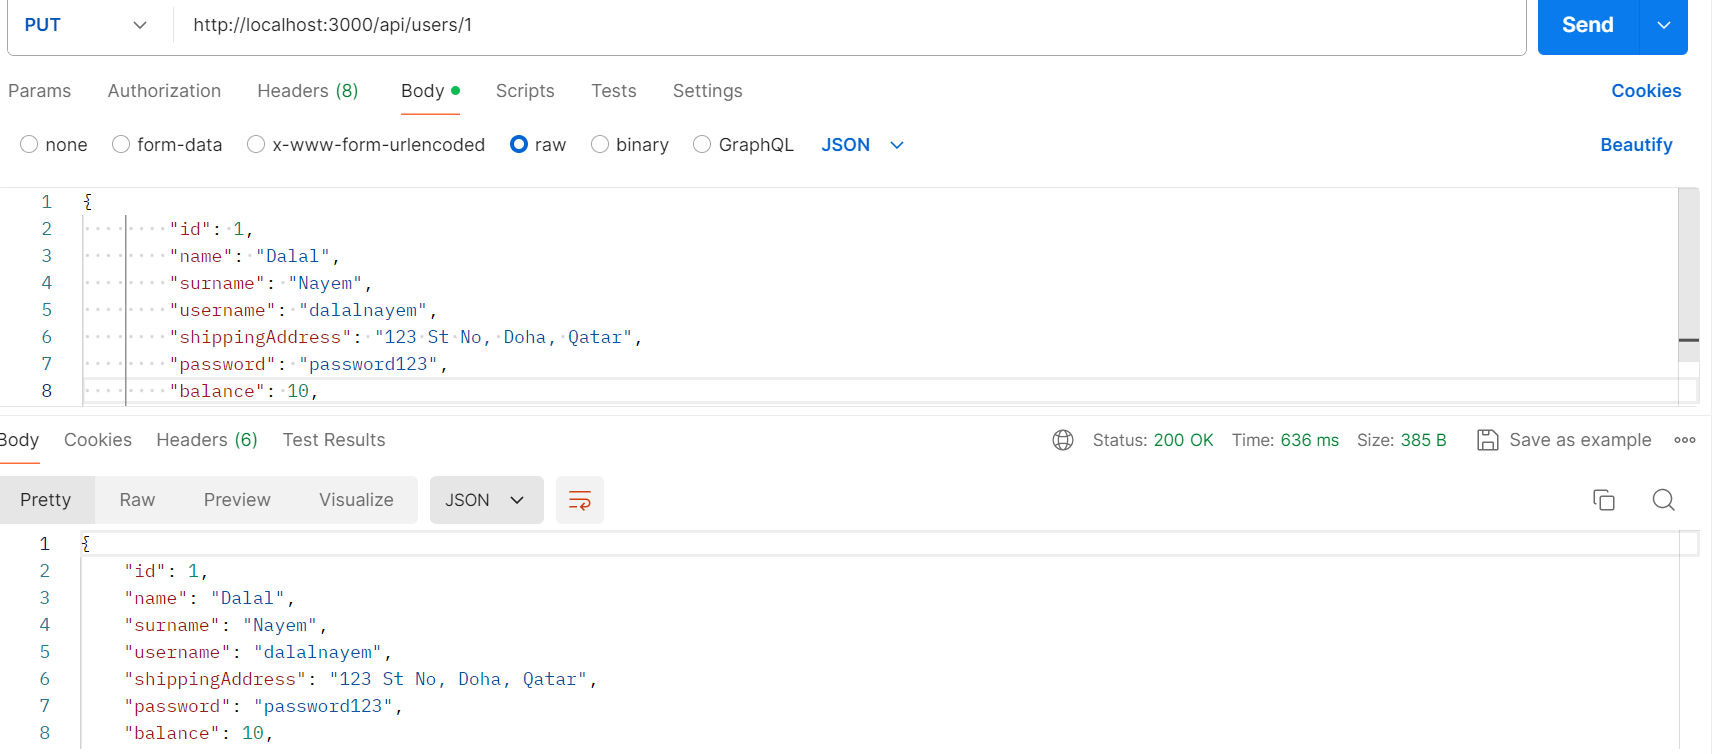 PUT http://localhost:3000/api/users/1 Send
Params Authorization Headers (8) Body Scripts Tests Settings Cookies
none form-data x-www-form-urlencoded raw binary GraphQL JSON Beautify
1 {
2 "id": 1,
3 "name": "Dalal",
4 "surname": "Nayem",
5 "username": "dalalnayem",
6 "shippingAddress": "123 St No, Doha, Qatar",
7 "password": "password123",
8 "balance": 10,
Body Cookies Headers (6) Test Results Status: 200 OK Time: 636 ms Size: 385 B Save as example
Pretty Raw Preview Visualize JSON
1 {
2 "id": 1,
3 "name": "Dalal",
4 "surname": "Nayem",
5 "username": "dalalnayem",
6 "shippingAddress": "123 St No, Doha, Qatar",
7 "password": "password123",
8 "balance": 10,